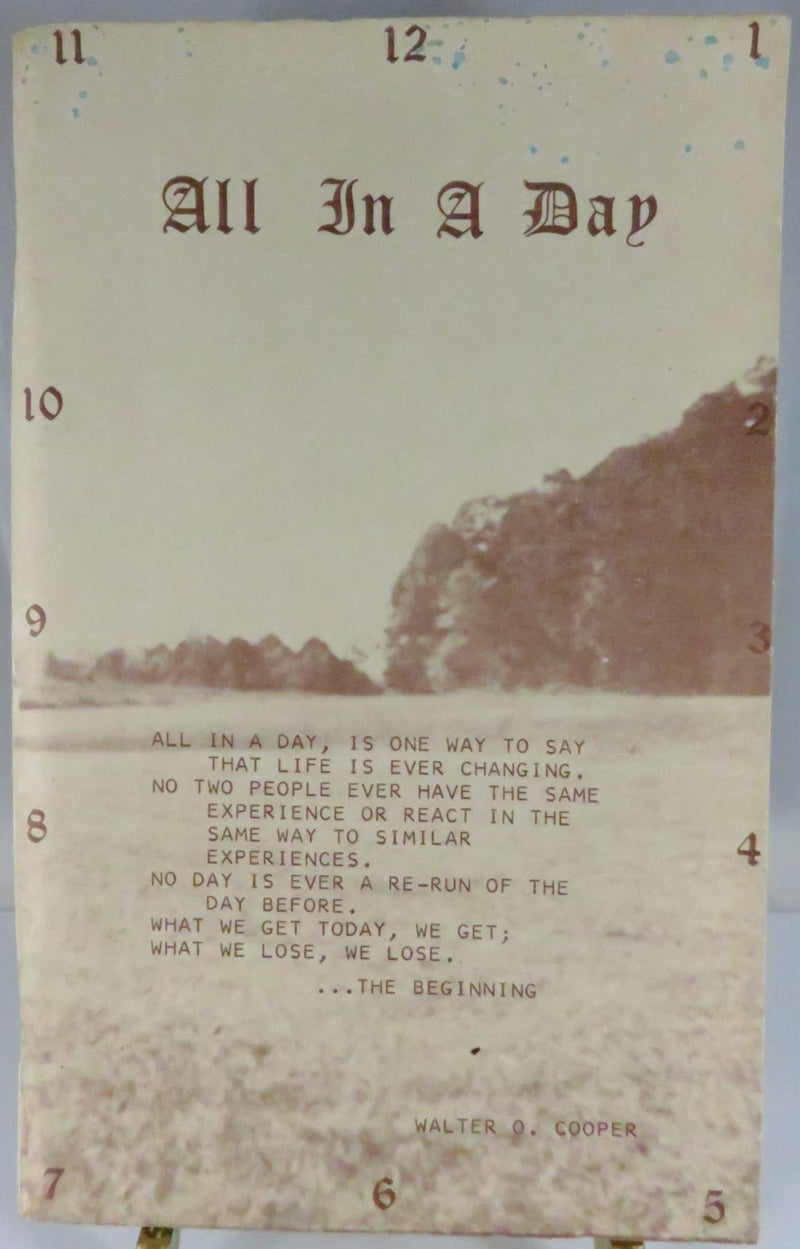 11 12 1
All In A Day
10 2
9 3
ALL IN A DAY, IS ONE WAY TO SAY
THAT LIFE IS EVER CHANGING.
NO TWO PEOPLE EVER HAVE THE SAME
EXPERIENCE OR REACT IN THE
SAME WAY TO SIMILAR
EXPERIENCES.
NO DAY IS EVER A RE-RUN OF THE
DAY BEFORE.
WHAT WE GET TODAY, WE GET;
WHAT WE LOSE, WE LOSE.
...THE BEGINNING
8 4
WALTER O. COOPER
7 6 5